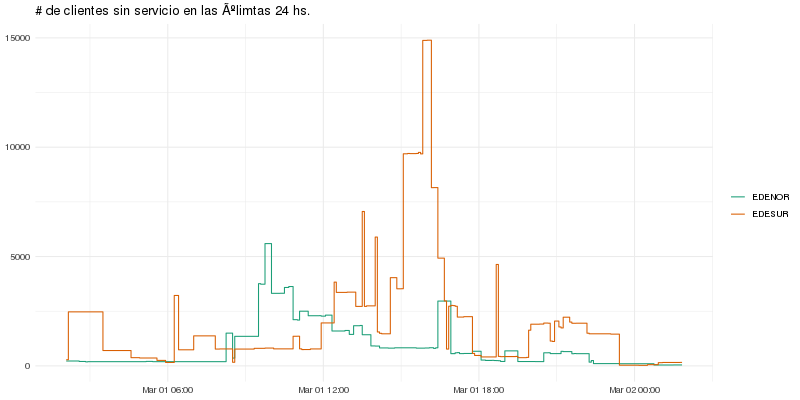 # de clientes sin servicio en las Ãºlimtas 24 hs.
15000
10000
5000
0
Mar 01 06:00
Mar 01 12:00
Mar 01 18:00
Mar 02 00:00
EDENOR
EDESUR